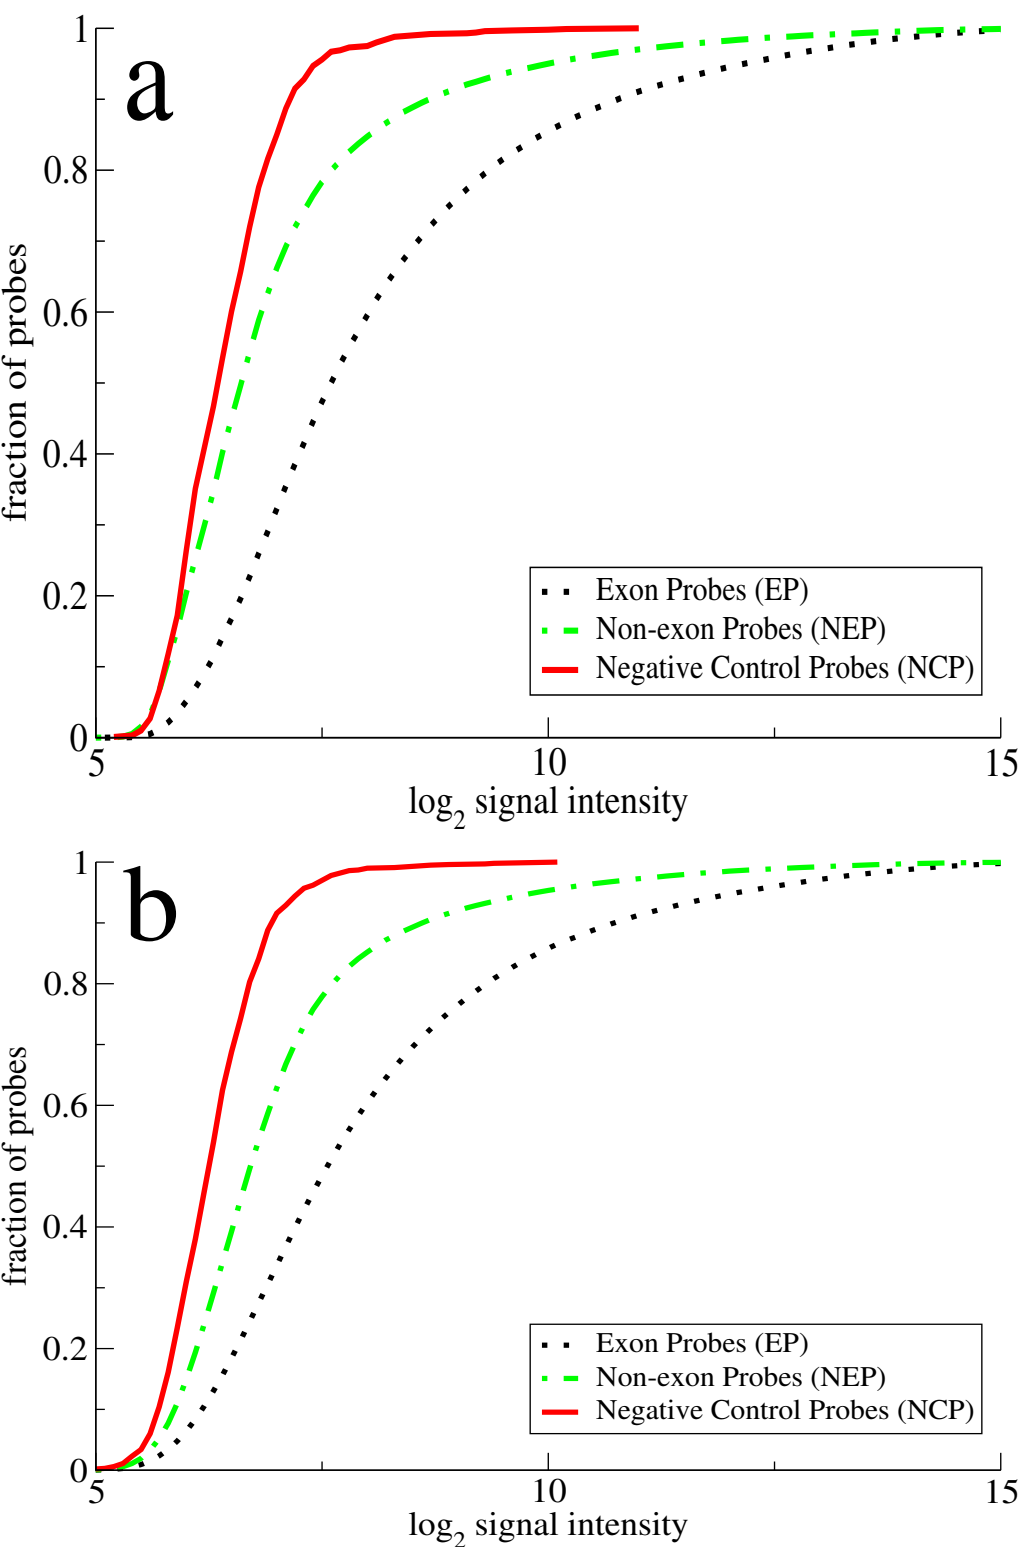 a
1
0.8
0.6
0.4
0.2
0
fraction of probes
5
10
15
log2 signal intensity
Exon Probes (EP)
Non-exon Probes (NEP)
Negative Control Probes (NCP)
b
1
0.8
0.6
0.4
0.2
0
fraction of probes
5
10
15
log2 signal intensity
Exon Probes (EP)
Non-exon Probes (NEP)
Negative Control Probes (NCP)